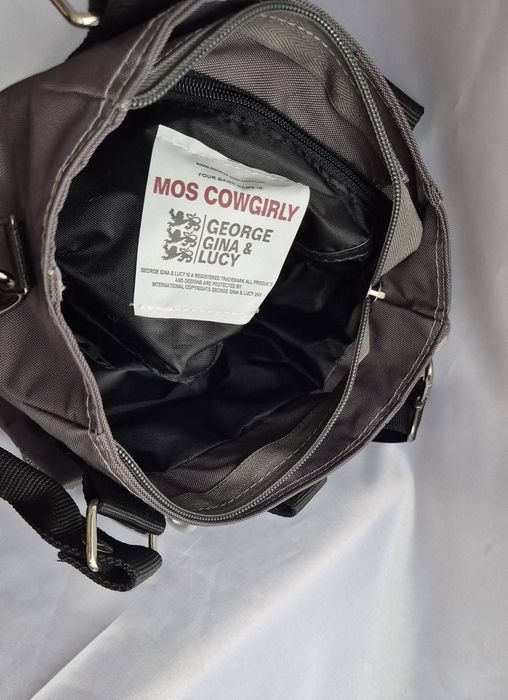 YOUR BAG NAME IS
MOS COWGIRLY
GEORGE
GINA &
LUCY
GEORGE GINA & LUCY IS A REGISTERED TRADEMARK. ALL PRODUCT
AND DESIGNS ARE PROTECTED BY
INTERNATIONAL COPYRIGHTS GEORGE GINA & LUCY